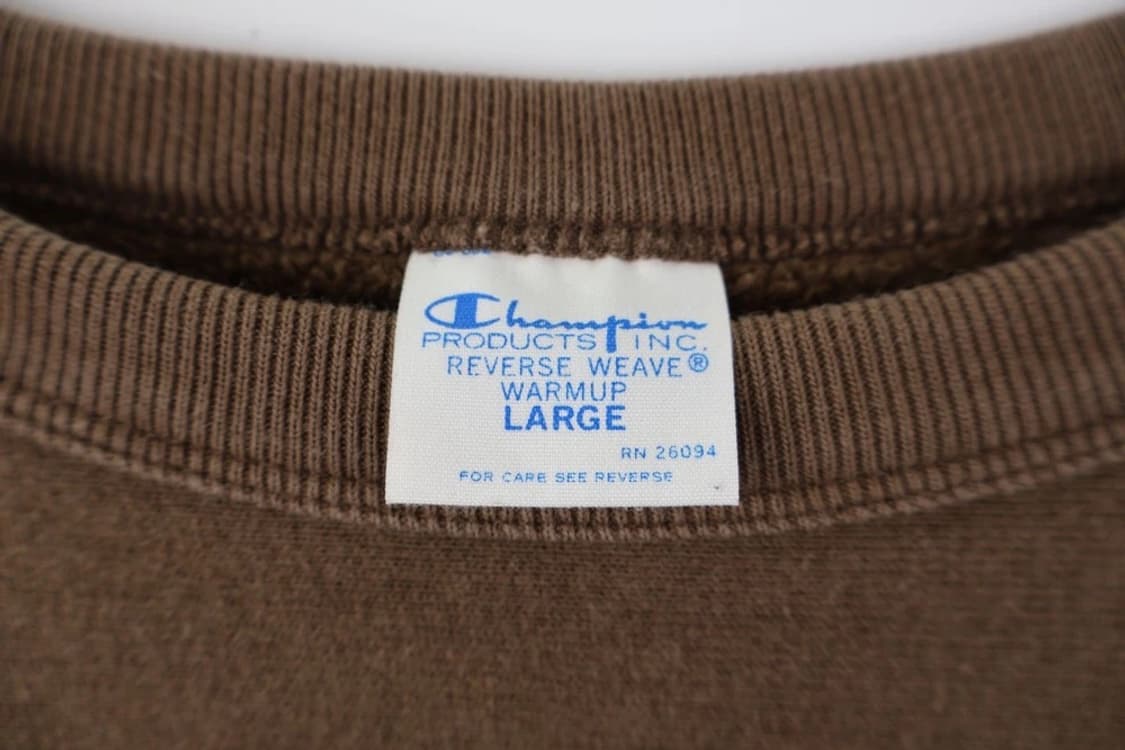 Champion
PRODUCTS INC.
REVERSE WEAVE®
WARMUP
LARGE
RN 26094
FOR CARE SEE REVERSE